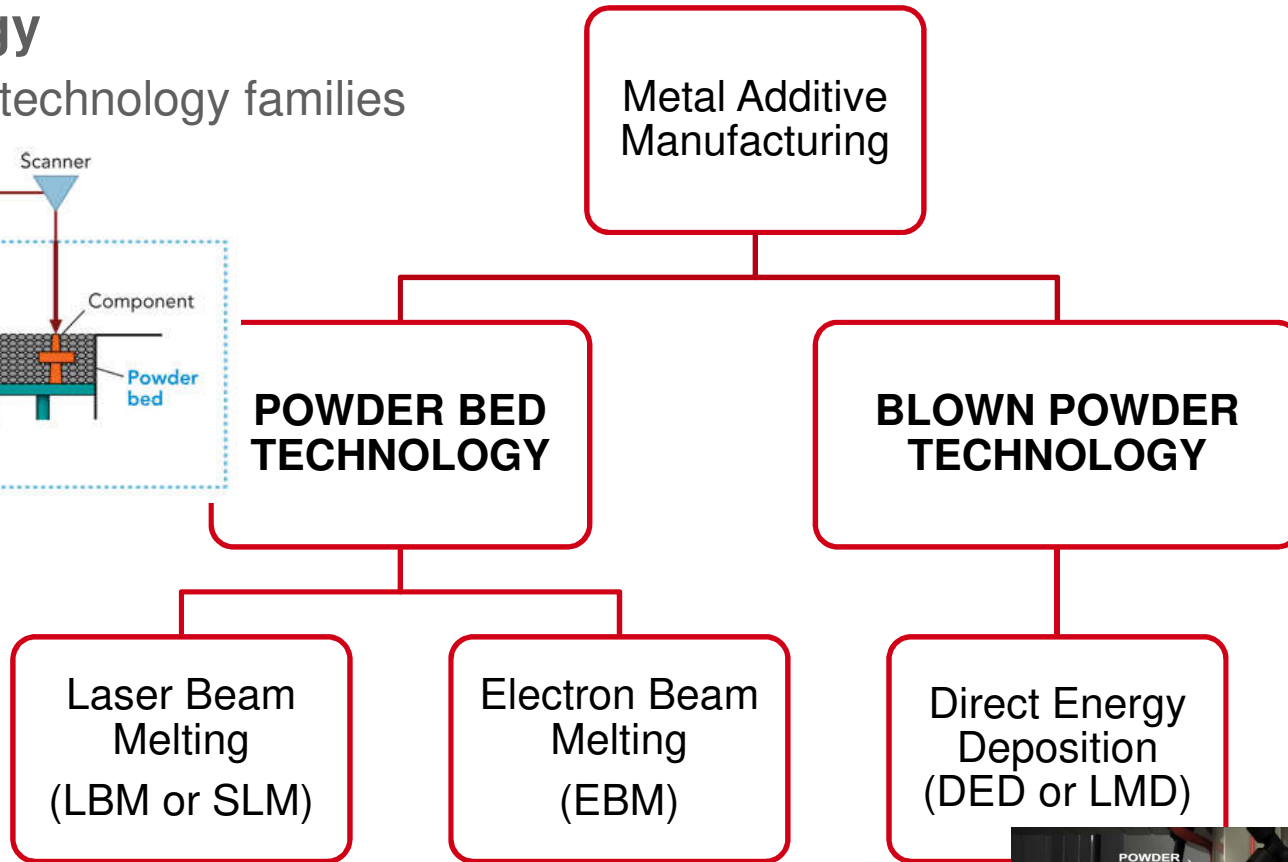 gy
technology families
Metal Additive
Manufacturing
Scanner
Component
Powder
bed
POWDER BED
TECHNOLOGY
BLOWN POWDER
TECHNOLOGY
Laser Beam
Melting
(LBM or SLM)
Electron Beam
Melting
(EBM)
Direct Energy
Deposition
(DED or LMD)
POWDER